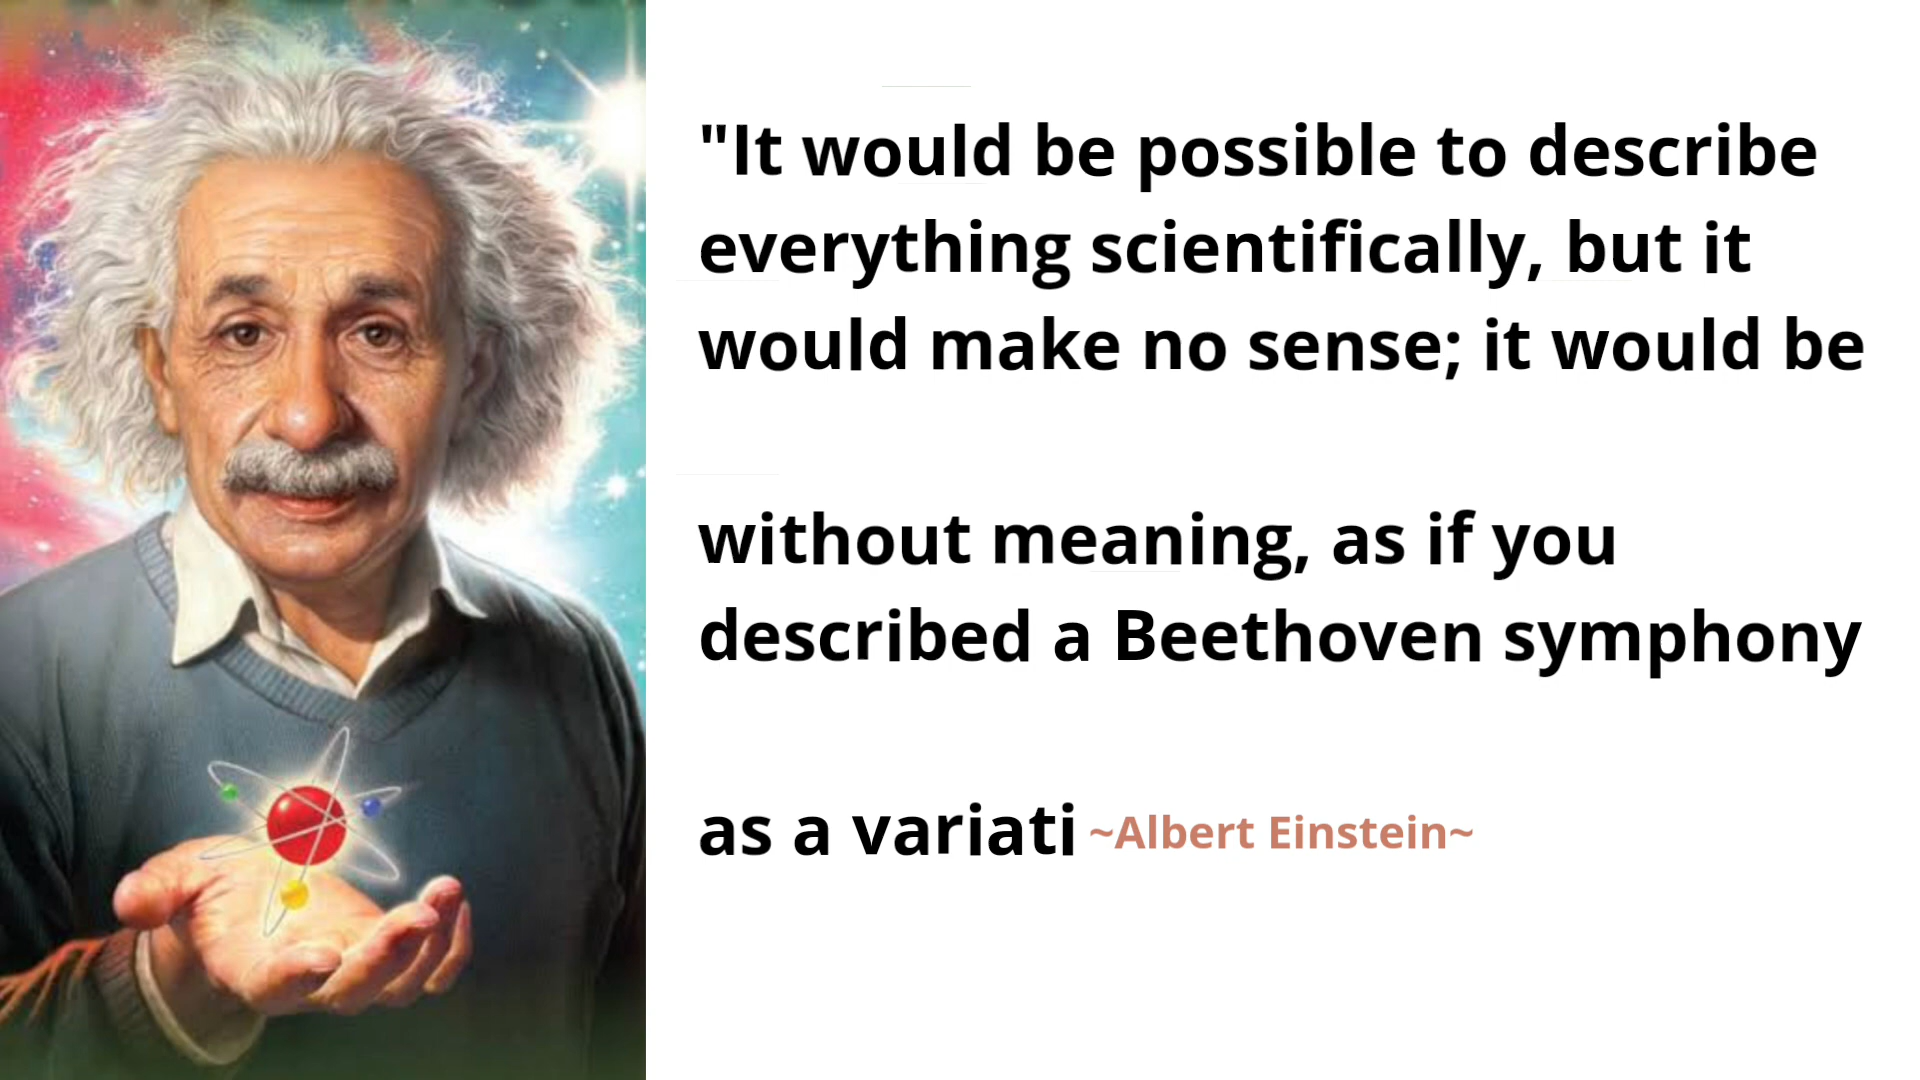 "It would be possible to describe
everything scientifically, but it
would make no sense; it would be
without meaning, as if you
described a Beethoven symphony
as a variati ~Albert Einstein~